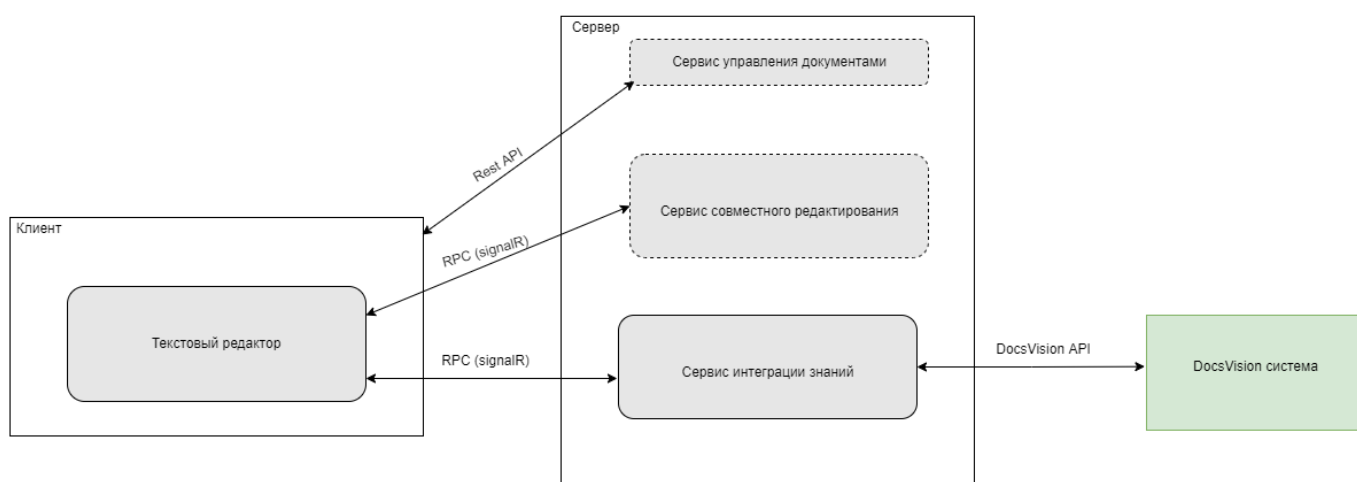 Сервер
Сервис управления документами
Rest API
Сервис совместного редактирования
Клиент
RPC (signalR)
Текстовый редактор
RPC (signalR)
Сервис интеграции знаний
DocsVision API
DocsVision система